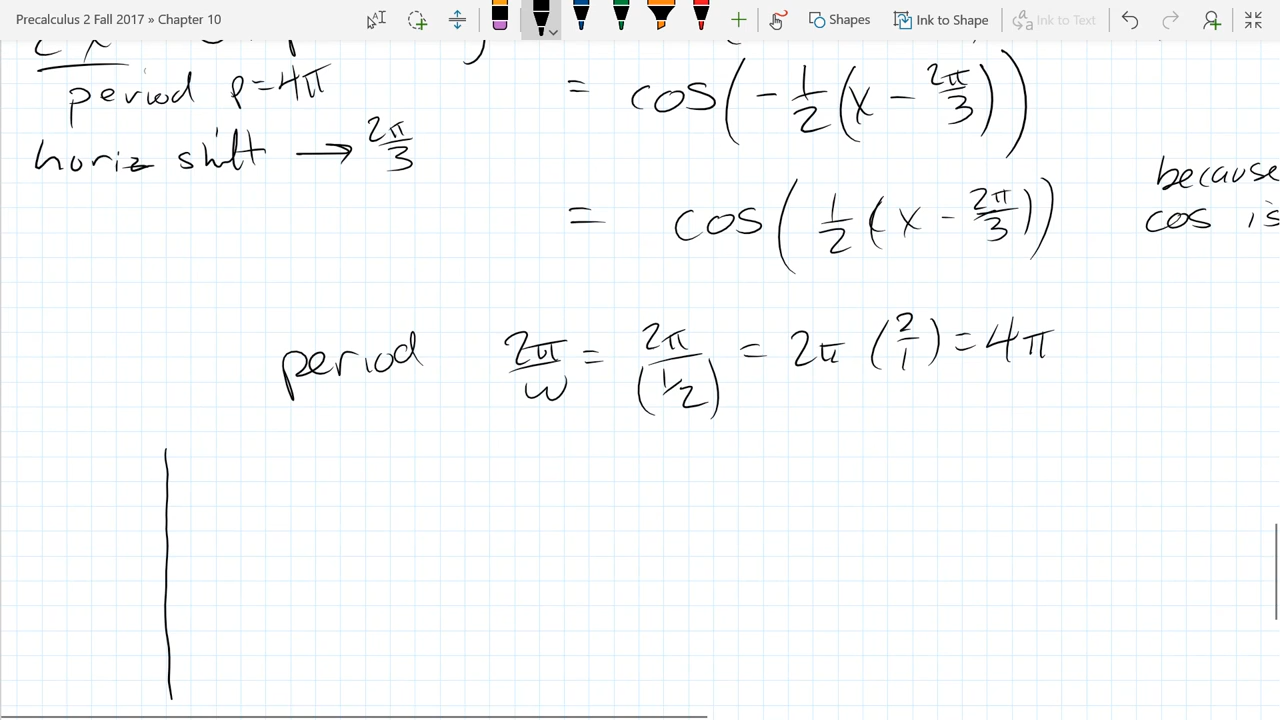 Precalculus 2 Fall 2017 » Chapter 10
Shapes
Ink to Shape
Ink to Text
period p=4π
horiz shift → 2π/3
= cos(-1/2(x - 2π/3))
= cos(1/2(x - 2π/3))
because
cos is
period 2π/ω = 2π/(1/2) = 2π (2/1) = 4π